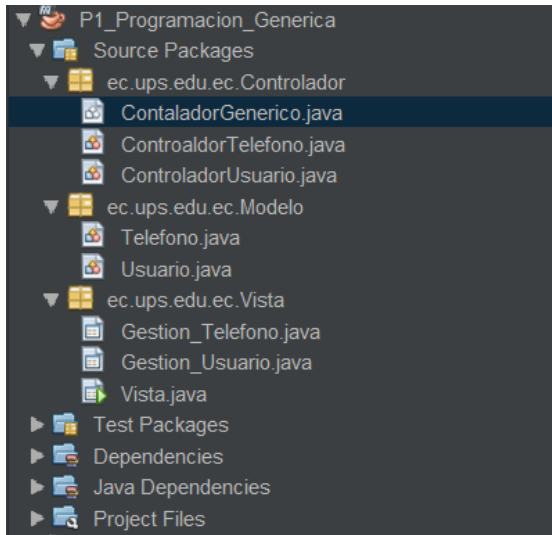 P1_Programacion_Generica
Source Packages
ec.ups.edu.ec.Controlador
ContaladorGenerico.java
ControaldorTelefono.java
ControladorUsuario.java
ec.ups.edu.ec.Modelo
Telefono.java
Usuario.java
ec.ups.edu.ec.Vista
Gestion_Telefono.java
Gestion_Usuario.java
Vista.java
Test Packages
Dependencies
Java Dependencies
Project Files